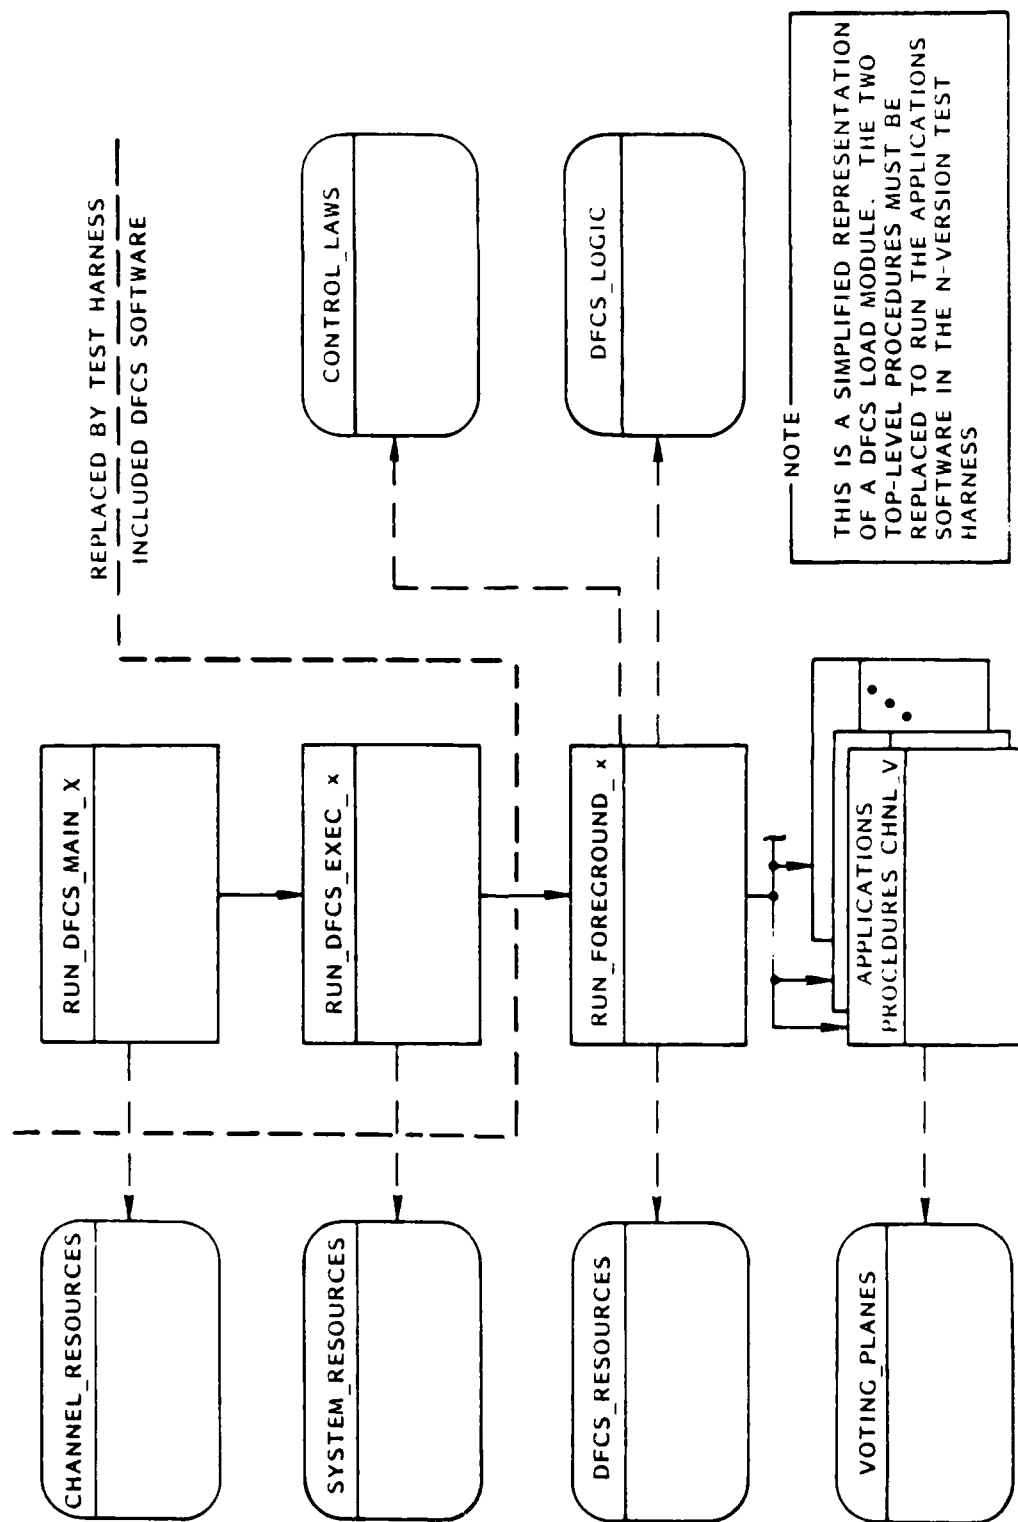 REPLACED BY TEST HARNESS
INCLUDED DFCS SOFTWARE
CHANNEL_RESOURCES
RUN_DFCS_MAIN_X
SYSTEM_RESOURCES
RUN_DFCS_EXEC_x
CONTROL_LAWS
DFCS_RESOURCES
RUN_FOREGROUND_x
DFCS_LOGIC
VOTING_PLANES
APPLICATIONS
PROCEDURES CHNL_V
NOTE
THIS IS A SIMPLIFIED REPRESENTATION
OF A DFCS LOAD MODULE. THE TWO
TOP-LEVEL PROCEDURES MUST BE
REPLACED TO RUN THE APPLICATIONS
SOFTWARE IN THE N-VERSION TEST
HARNESS